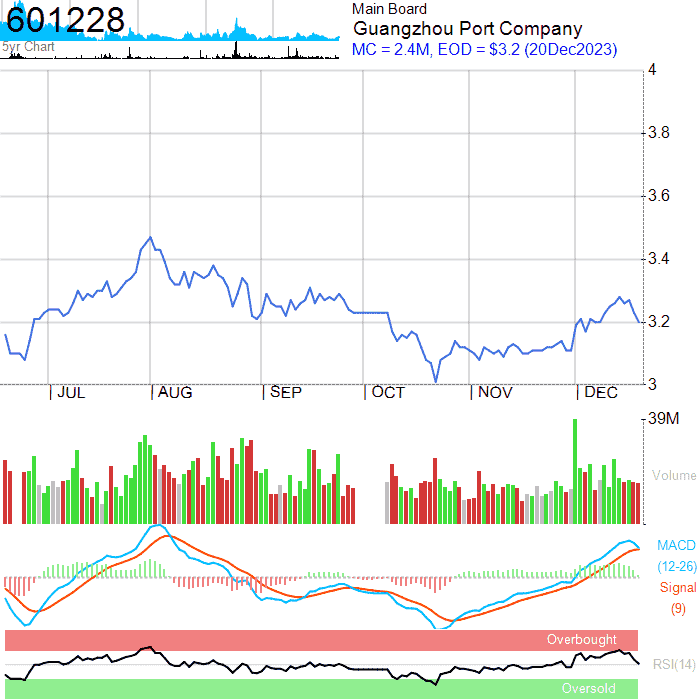 601228
5yr Chart
Main Board
Guangzhou Port Company
MC = 2.4M, EOD = $3.2 (20Dec2023)
4
3.8
3.6
3.4
3.2
3
JUL AUG SEP OCT NOV DEC
39M
Volume
MACD
(12-26)
Signal
(9)
Overbought
RSI(14)
Oversold